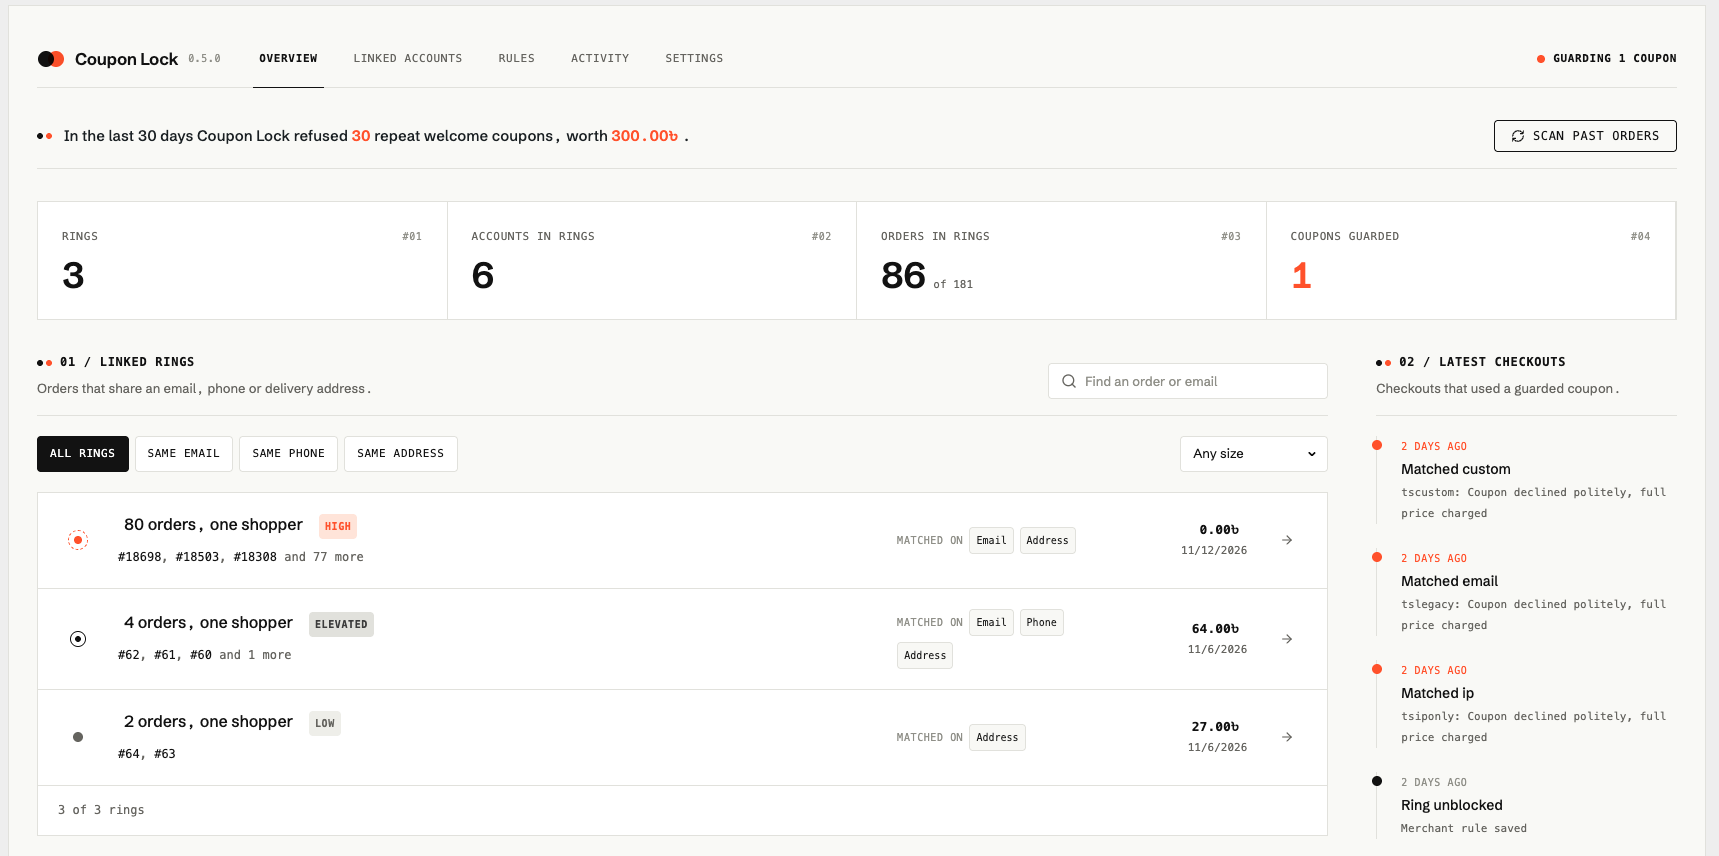 Coupon Lock 0.5.0 OVERVIEW LINKED ACCOUNTS RULES ACTIVITY SETTINGS GUARDING 1 COUPON
In the last 30 days Coupon Lock refused 30 repeat welcome coupons, worth 300.00৳ .
SCAN PAST ORDERS
RINGS #01
3
ACCOUNTS IN RINGS #02
6
ORDERS IN RINGS #03
86 of 181
COUPONS GUARDED #04
1
01 / LINKED RINGS
Orders that share an email, phone or delivery address.
Find an order or email
ALL RINGS SAME EMAIL SAME PHONE SAME ADDRESS Any size
80 orders, one shopper HIGH
#18698, #18503, #18308 and 77 more
MATCHED ON Email Address
0.00৳
11/12/2026
4 orders, one shopper ELEVATED
#62, #61, #60 and 1 more
MATCHED ON Email Phone
Address
64.00৳
11/6/2026
2 orders, one shopper LOW
#64, #63
MATCHED ON Address
27.00৳
11/6/2026
3 of 3 rings
02 / LATEST CHECKOUTS
Checkouts that used a guarded coupon.
2 DAYS AGO
Matched custom
tscustom: Coupon declined politely, full
price charged
2 DAYS AGO
Matched email
tslegacy: Coupon declined politely, full
price charged
2 DAYS AGO
Matched ip
tsiponly: Coupon declined politely, full
price charged
2 DAYS AGO
Ring unblocked
Merchant rule saved